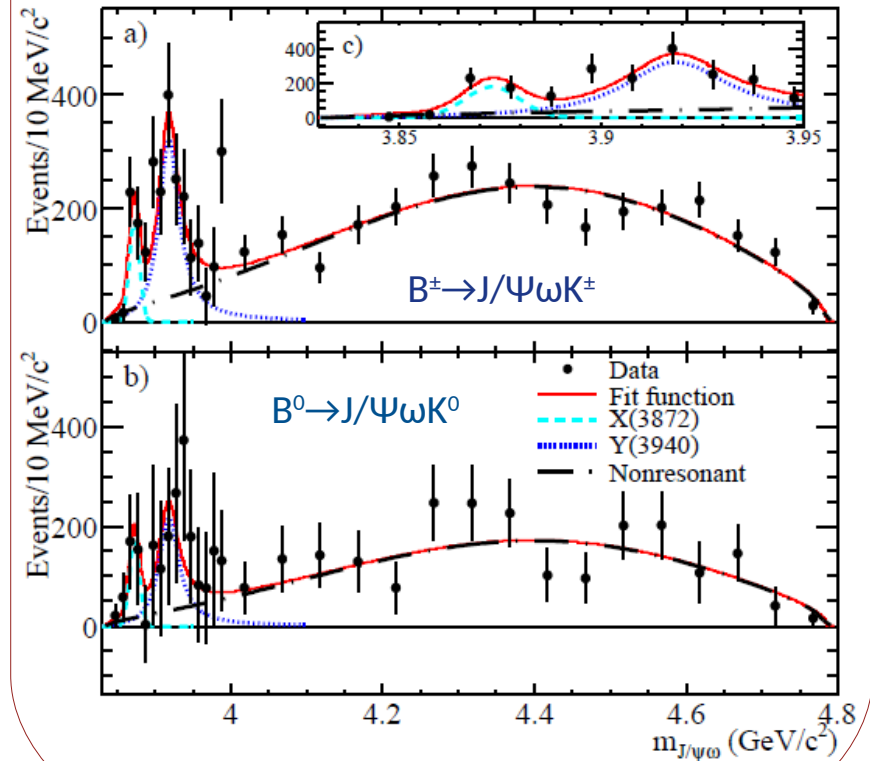 a)
c)
400
200
0
3.85
3.9
3.95
Events/10 MeV/c²
400
200
0
B±→J/ΨωK±
b)
B⁰→J/ΨωK⁰
Data
Fit function
X(3872)
Y(3940)
Nonresonant
Events/10 MeV/c²
400
200
0
4
4.2
4.4
4.6
4.8
m_J/ψω (GeV/c²)